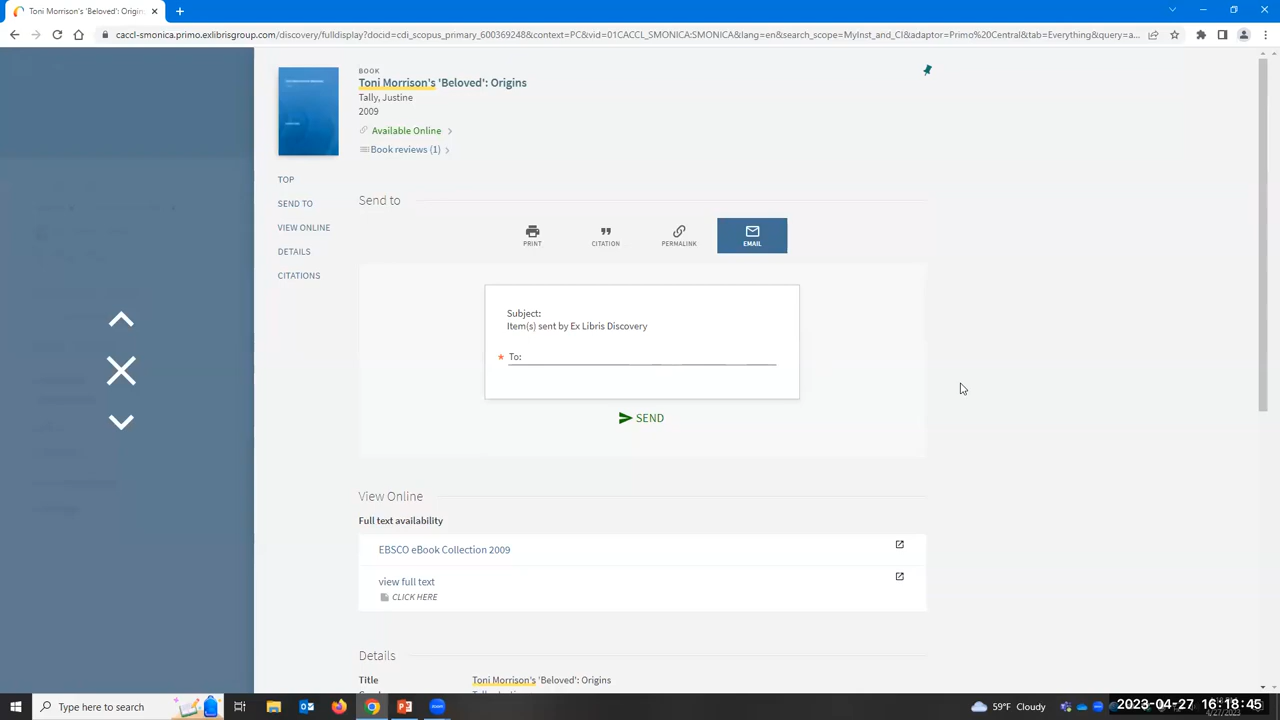 Toni Morrison's 'Beloved': Origin
caccl-smonica.primo.exlibrisgroup.com/discovery/fulldisplay?docid=cdi_scopus_primary_600369248&context=PC&vid=01CACCL_SMONICA:SMONICA&lang=en&search_scope=MyInst_and_CI&adaptor=Primo%20Central&tab=Everything&query=a...
BOOK
Toni Morrison's 'Beloved': Origins
Tally, Justine
2009
Available Online
Book reviews (1)
TOP
SEND TO
VIEW ONLINE
DETAILS
CITATIONS
Send to
PRINT
CITATION
PERMALINK
EMAIL
Subject:
Item(s) sent by Ex Libris Discovery
* To:
SEND
View Online
Full text availability
EBSCO eBook Collection 2009
view full text
CLICK HERE
Details
Title Toni Morrison's 'Beloved': Origins
Type here to search
59°F Cloudy
2023-04-27 16:18:45